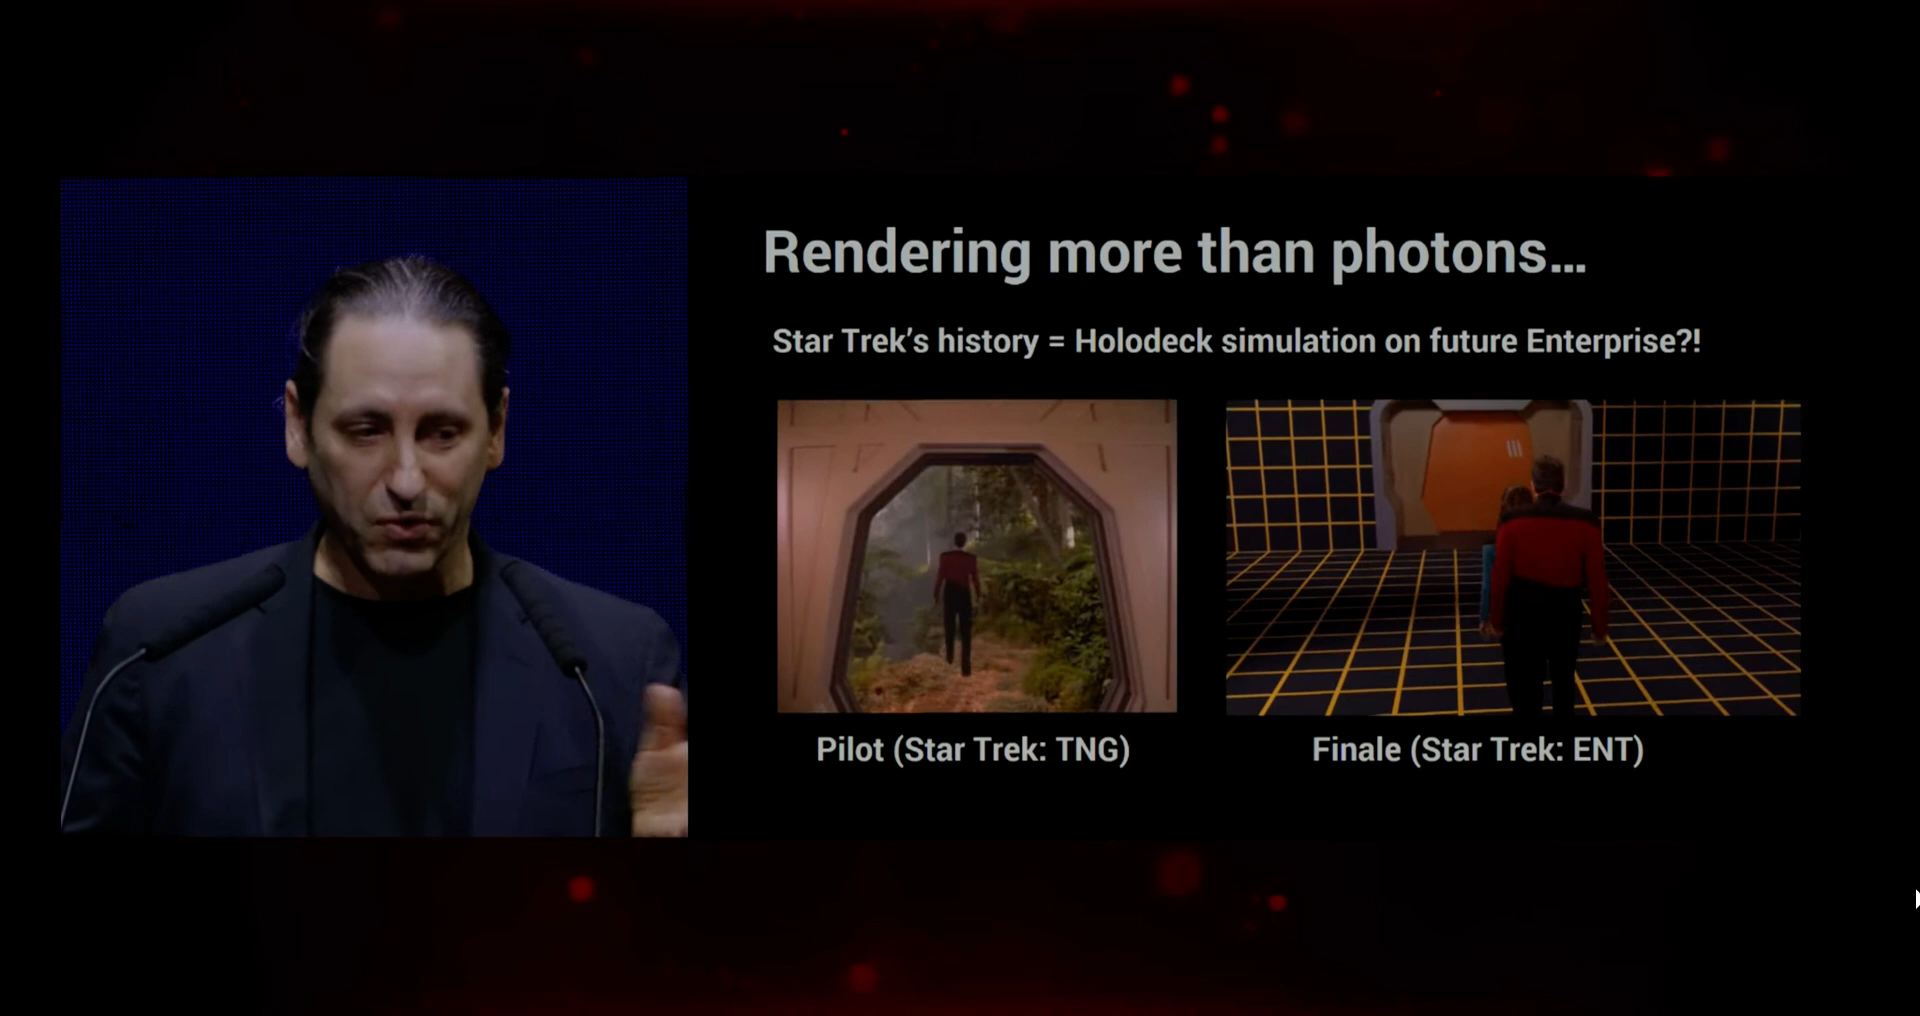 Rendering more than photons…
Star Trek’s history = Holodeck simulation on future Enterprise?!
Pilot (Star Trek: TNG)
Finale (Star Trek: ENT)